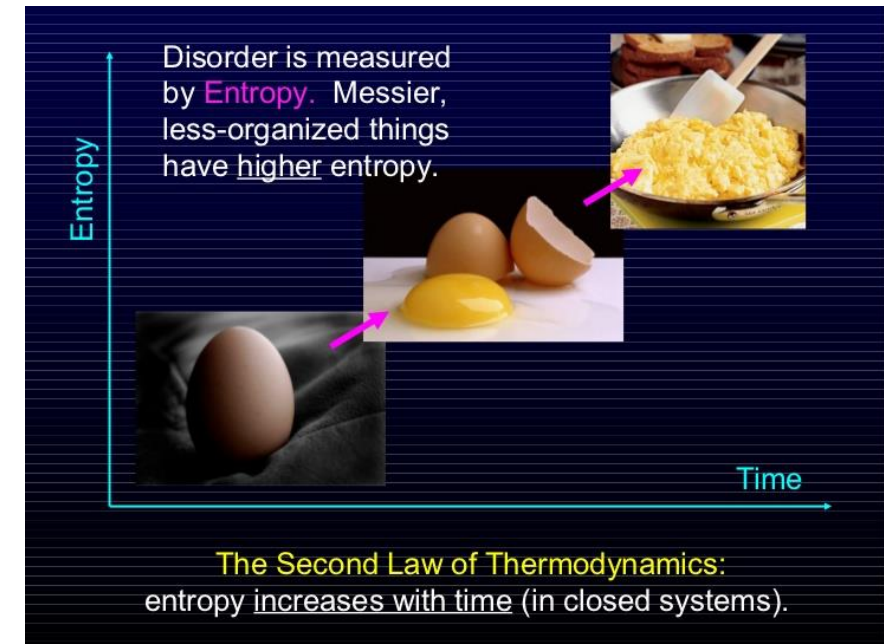 Disorder is measured
by Entropy. Messier,
less-organized things
have higher entropy.
Entropy
Time
The Second Law of Thermodynamics:
entropy increases with time (in closed systems).